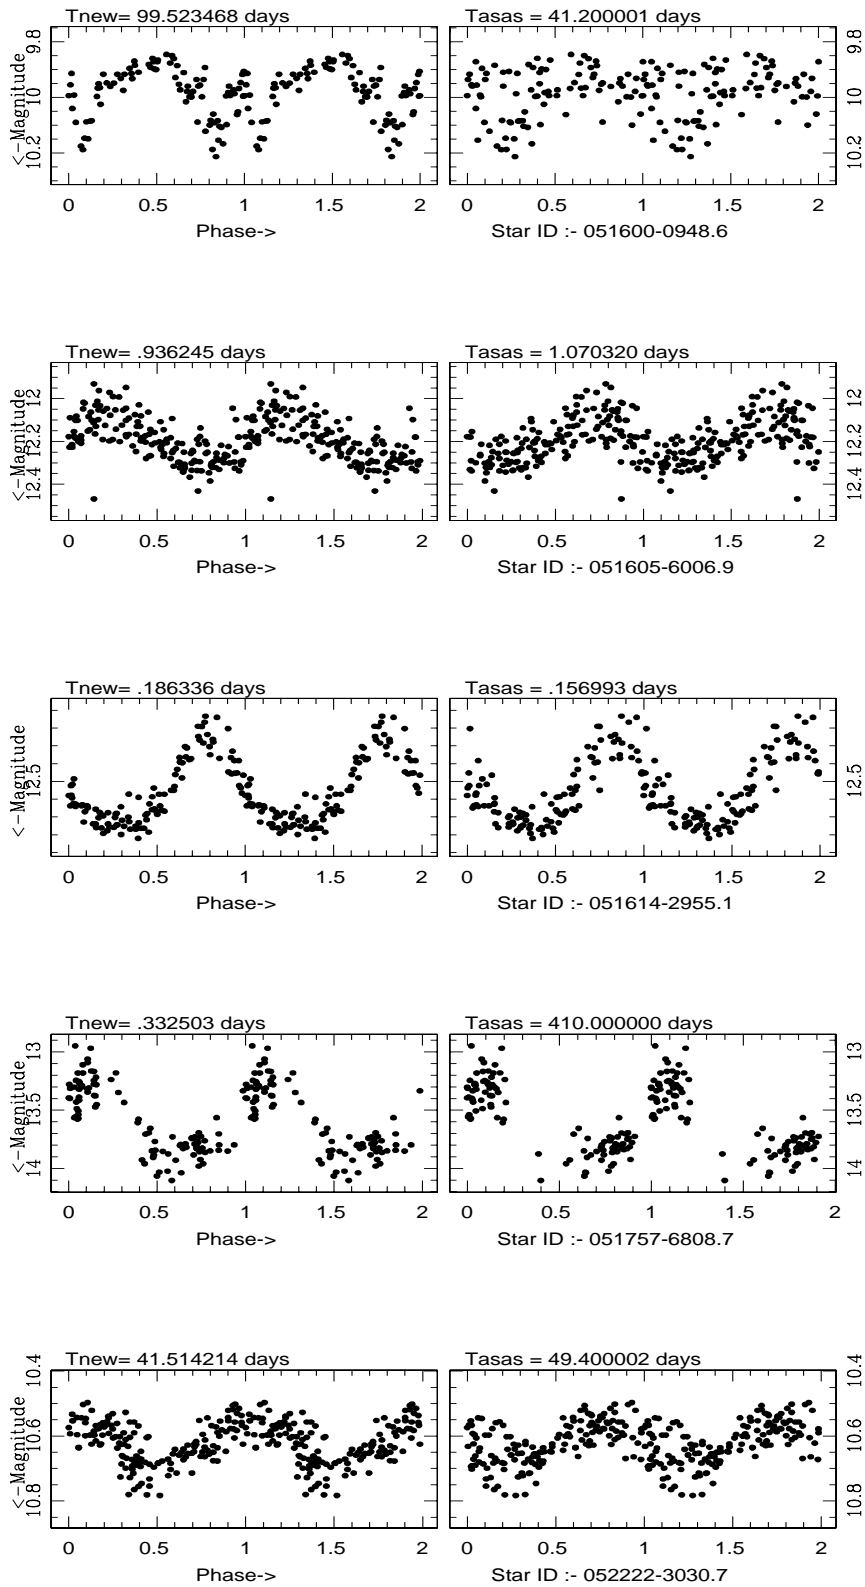 Tnew= 99.523468 days Tasas = 41.200001 days
<-Magnitude
9.8 10 10.2
9.8 10 10.2
0 0.5 1 1.5 2 0 0.5 1 1.5 2
Phase-> Star ID :- 051600-0948.6
Tnew= .936245 days Tasas = 1.070320 days
<-Magnitude
12 12.2 12.4
12 12.2 12.4
0 0.5 1 1.5 2 0 0.5 1 1.5 2
Phase-> Star ID :- 051605-6006.9
Tnew= .186336 days Tasas = .156993 days
<-Magnitude
12.5
12.5
0 0.5 1 1.5 2 0 0.5 1 1.5 2
Phase-> Star ID :- 051614-2955.1
Tnew= .332503 days Tasas = 410.000000 days
<-Magnitude
13 13.5 14
13 13.5 14
0 0.5 1 1.5 2 0 0.5 1 1.5 2
Phase-> Star ID :- 051757-6808.7
Tnew= 41.514214 days Tasas = 49.400002 days
<-Magnitude
10.4 10.6 10.8
10.4 10.6 10.8
0 0.5 1 1.5 2 0 0.5 1 1.5 2
Phase-> Star ID :- 052222-3030.7